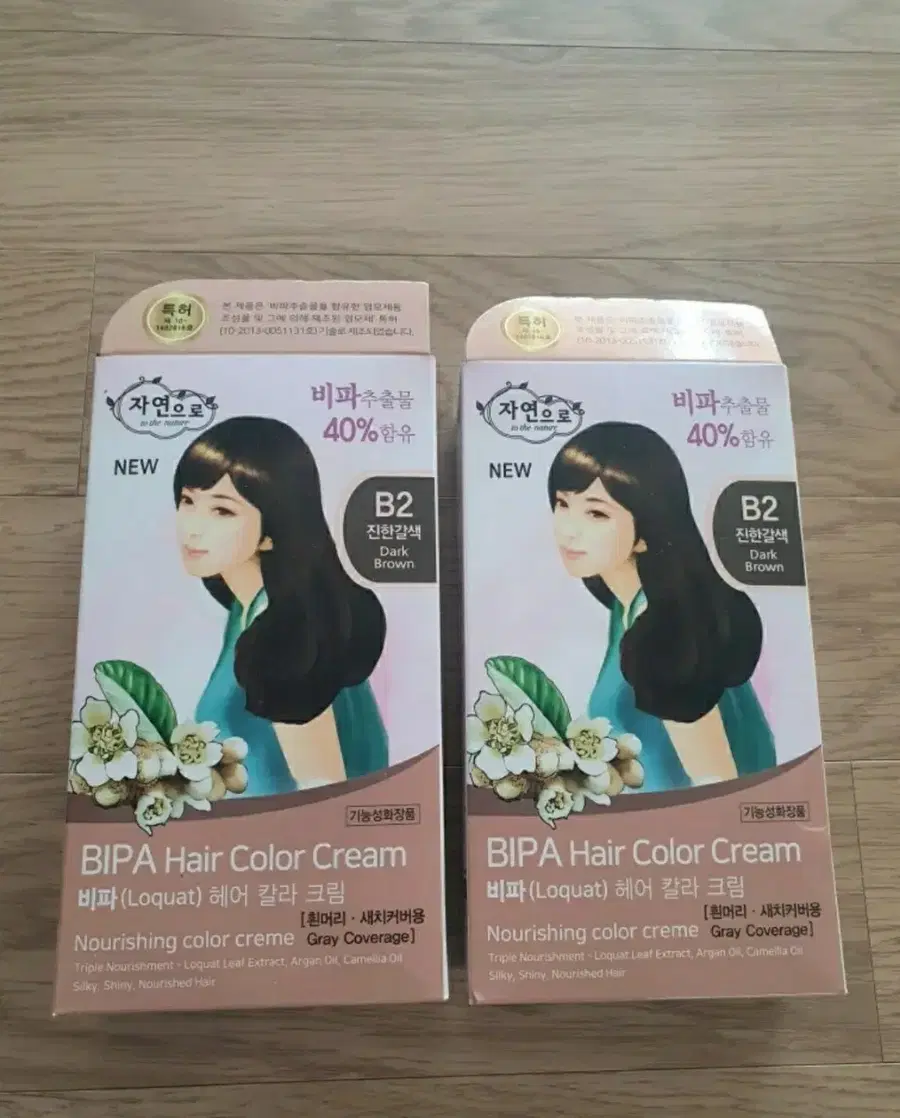 특허
본 제품은 '비파추출물을 함유한 염모제용
조성물 및 그에 의해 제조된 염모제' 특허
(10-2013-0051131호)기술로 제조되었습니다.
자연으로
to the nature
비파추출물
40%함유
NEW
B2
진한갈색
Dark
Brown
기능성화장품
BIPA Hair Color Cream
비파(Loquat) 헤어 칼라 크림
[흰머리 · 새치커버용
Nourishing color creme Gray Coverage]
Triple Nourishment - Loquat Leaf Extract, Argan Oil, Camellia Oil
Silky, Shiny, Nourished Hair
특허
자연으로
to the nature
비파추출물
40%함유
NEW
B2
진한갈색
Dark
Brown
기능성화장품
BIPA Hair Color Cream
비파(Loquat) 헤어 칼라 크림
[흰머리 · 새치커버용
Nourishing color creme Gray Coverage]
Triple Nourishment - Loquat Leaf Extract, Argan Oil, Camellia Oil
Silky, Shiny, Nourished Hair